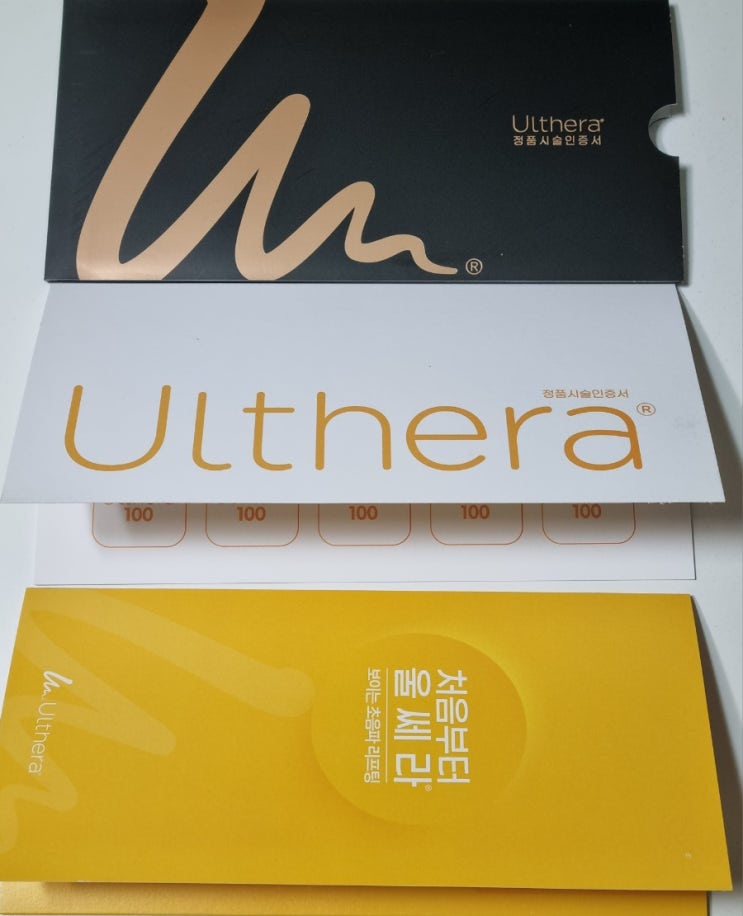 Ulthera
정품시술인증서
®
정품시술인증서
Ulthera®
100 100 100 100 100
처음부터
울쎄라®
보이는 초음파 리프팅
Ulthera